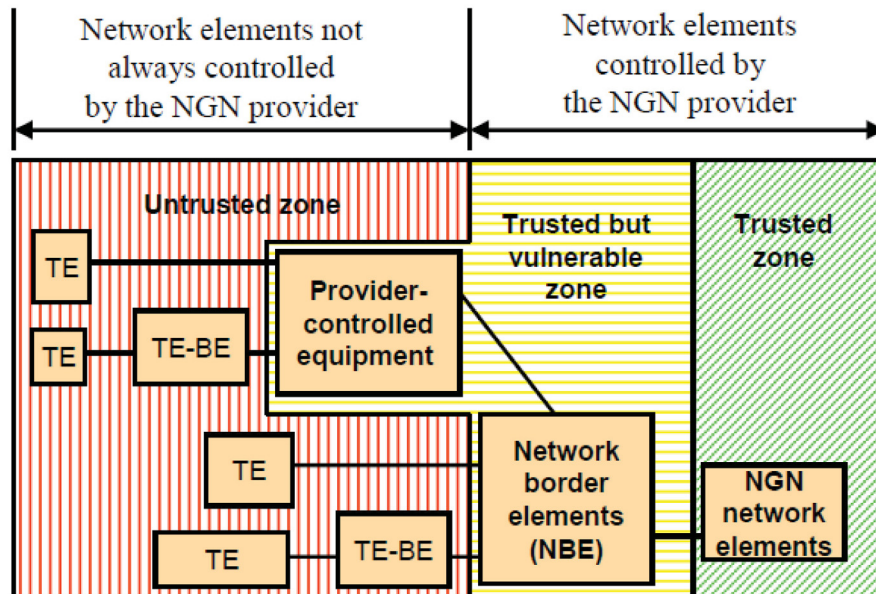 Network elements not
always controlled
by the NGN provider
Network elements
controlled by
the NGN provider
Untrusted zone
Trusted but
vulnerable
zone
Trusted
zone
TE
Provider-
controlled
equipment
TE
TE-BE
TE
Network
border
elements
(NBE)
NGN
network
elements
TE
TE-BE